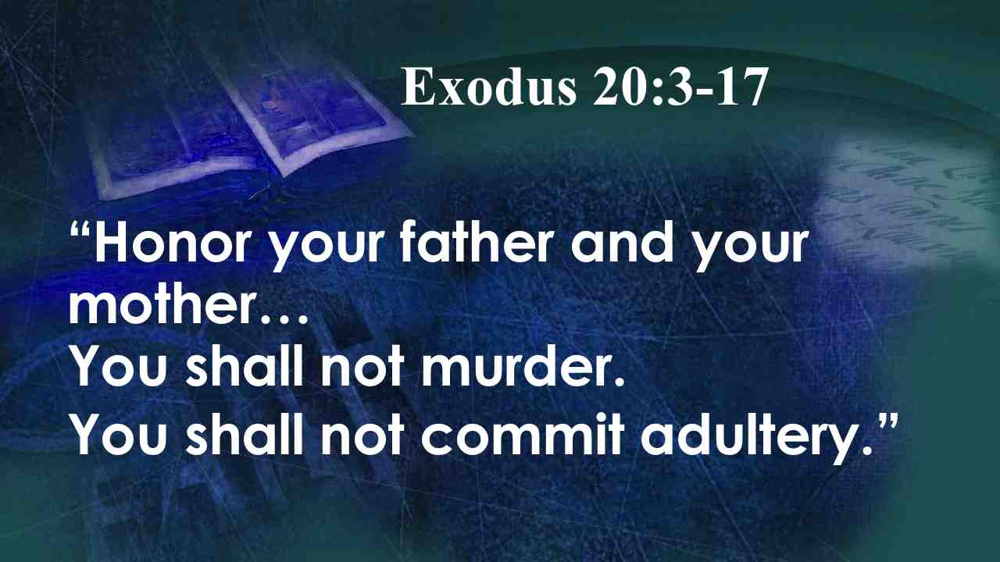 Exodus 20:3-17
“Honor your father and your
mother…
You shall not murder.
You shall not commit adultery.”